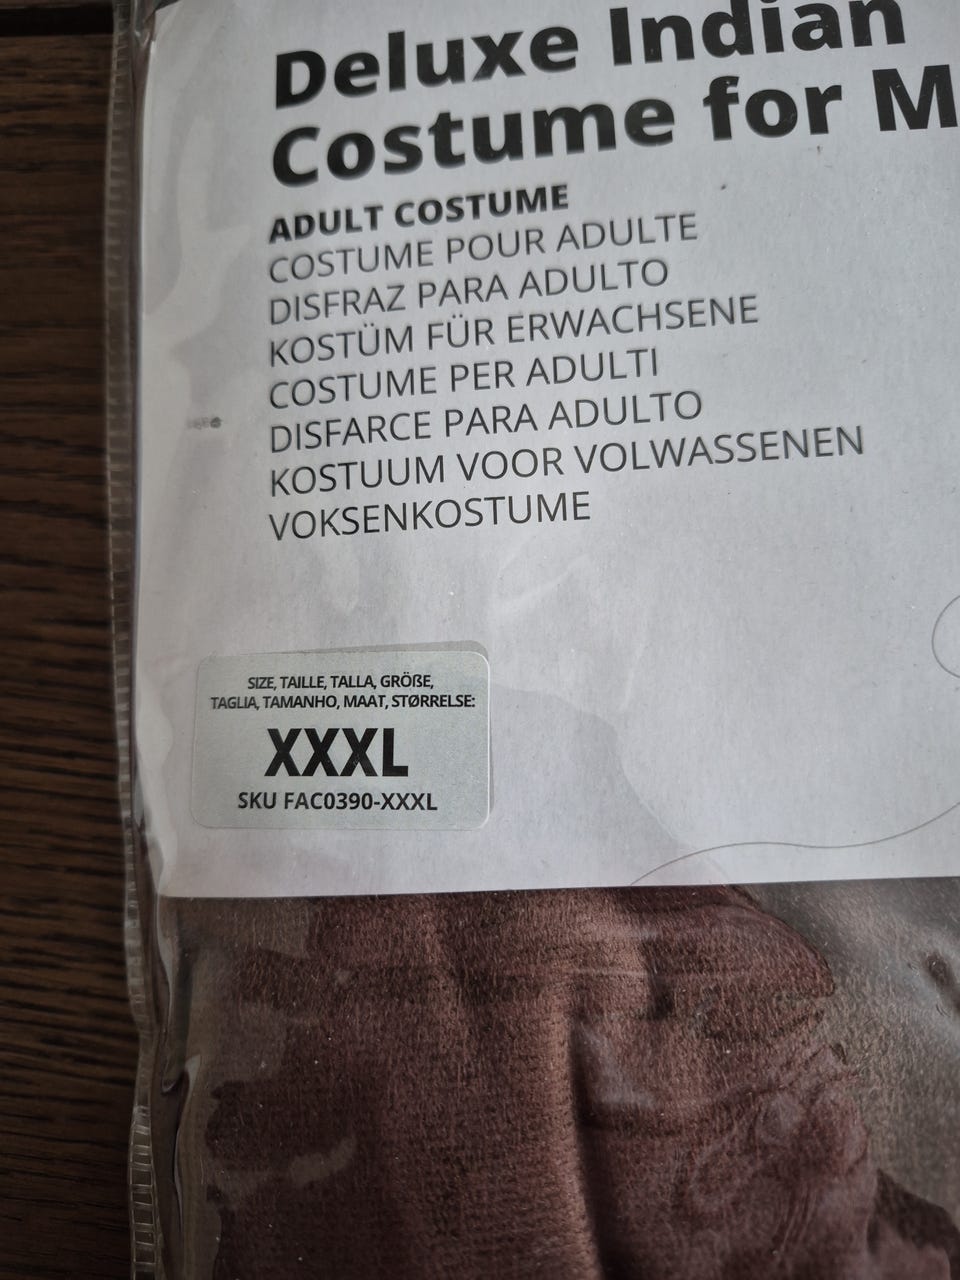 Deluxe Indian
Costume for M
ADULT COSTUME
COSTUME POUR ADULTE
DISFRAZ PARA ADULTO
KOSTÜM FÜR ERWACHSENE
COSTUME PER ADULTI
DISFARCE PARA ADULTO
KOSTUUM VOOR VOLWASSENEN
VOKSENKOSTUME
SIZE, TAILLE, TALLA, GRÖßE,
TAGLIA, TAMANHO, MAAT, STØRRELSE:
XXXL
SKU FAC0390-XXXL